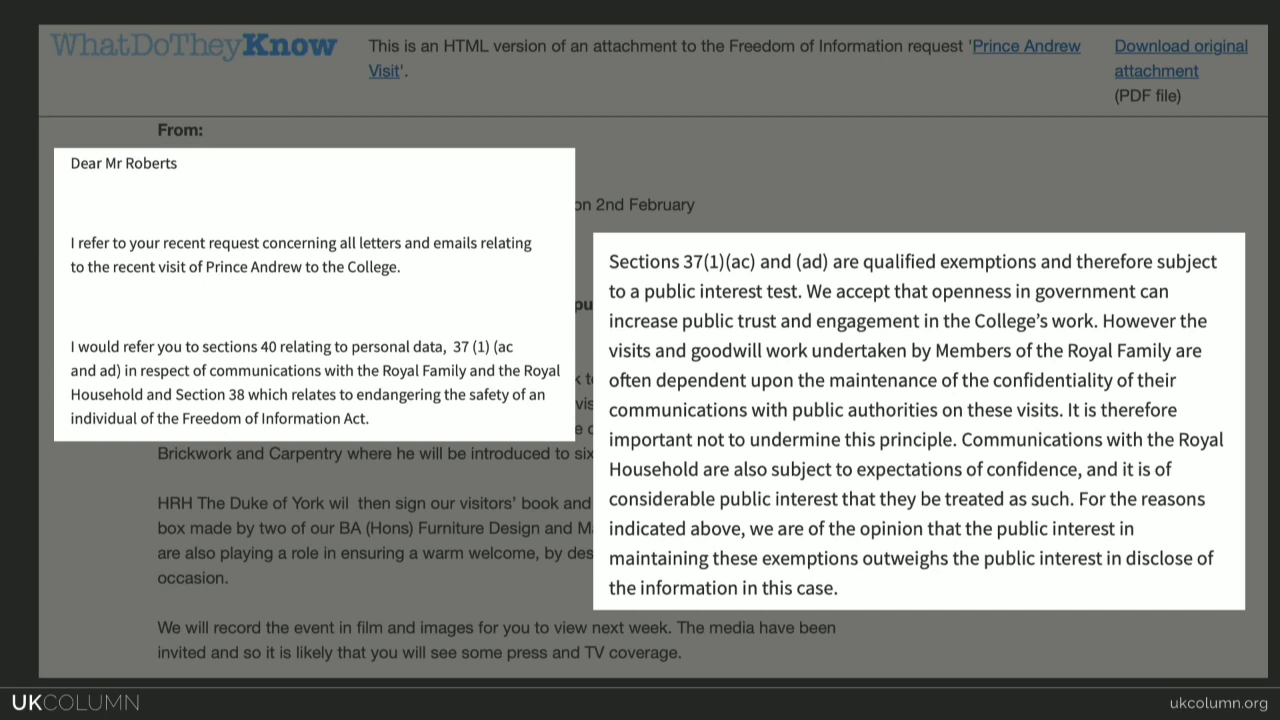 WhatDoTheyKnow
This is an HTML version of an attachment to the Freedom of Information request 'Prince Andrew
Visit'.
Download original
attachment
(PDF file)
From:
Dear Mr Roberts
I refer to your recent request concerning all letters and emails relating
to the recent visit of Prince Andrew to the College.
I would refer you to sections 40 relating to personal data, 37 (1) (ac
and ad) in respect of communications with the Royal Family and the Royal
Household and Section 38 which relates to endangering the safety of an
individual of the Freedom of Information Act.
on 2nd February
Sections 37(1)(ac) and (ad) are qualified exemptions and therefore subject
to a public interest test. We accept that openness in government can
increase public trust and engagement in the College's work. However the
visits and goodwill work undertaken by Members of the Royal Family are
often dependent upon the maintenance of the confidentiality of their
communications with public authorities on these visits. It is therefore
important not to undermine this principle. Communications with the Royal
Household are also subject to expectations of confidence, and it is of
considerable public interest that they be treated as such. For the reasons
indicated above, we are of the opinion that the public interest in
maintaining these exemptions outweighs the public interest in disclose of
the information in this case.
Brickwork and Carpentry where he will be introduced to six
HRH The Duke of York wil then sign our visitors' book and
box made by two of our BA (Hons) Furniture Design and M
are also playing a role in ensuring a warm welcome, by des
occasion.
We will record the event in film and images for you to view next week. The media have been
invited and so it is likely that you will see some press and TV coverage.
UKCOLUMN
ukcolumn.org